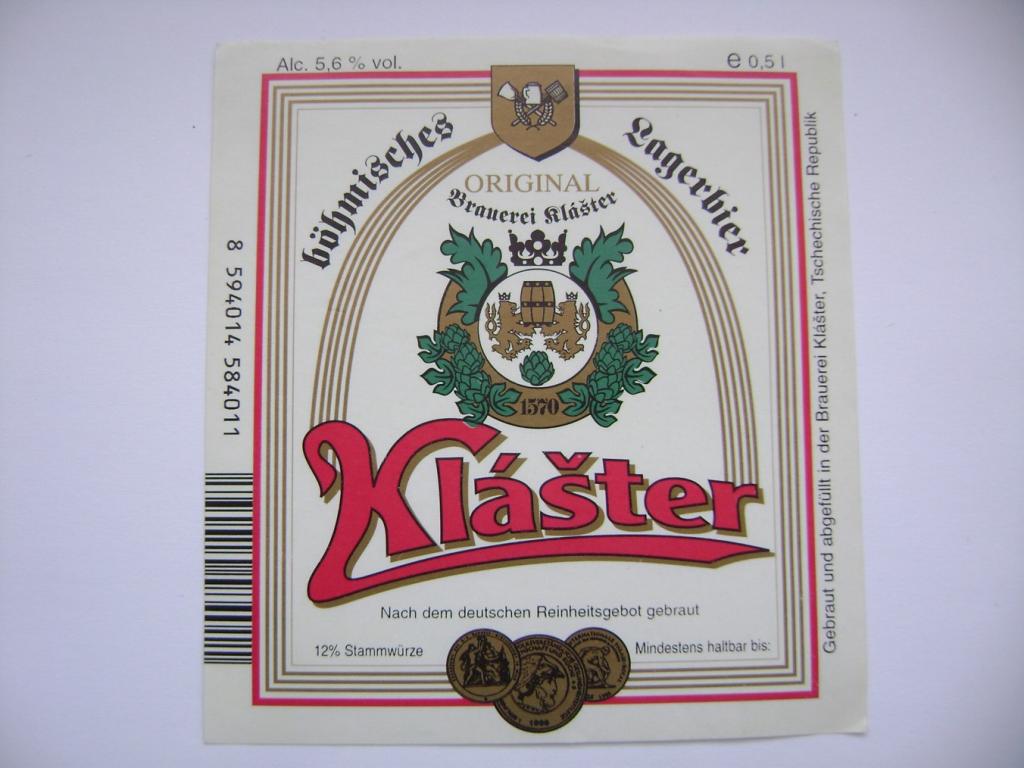 Alc. 5,6 % vol.
e 0,5 l
böhmisches Lagerbier
ORIGINAL
Brauerei Klášter
1570
Klášter
Nach dem deutschen Reinheitsgebot gebraut
12% Stammwürze
Mindestens haltbar bis:
Gebraut und abgefüllt in der Brauerei Klášter, Tschechische Republik
8 594014 584011